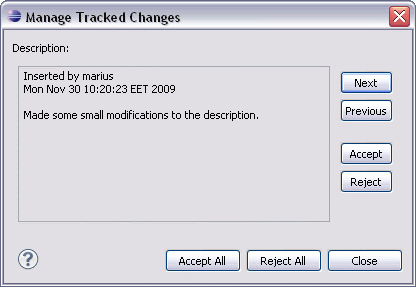 Manage Tracked Changes
Description:
Inserted by marius
Mon Nov 30 10:20:23 EET 2009
Made some small modifications to the description.
Next
Previous
Accept
Reject
?
Accept All
Reject All
Close